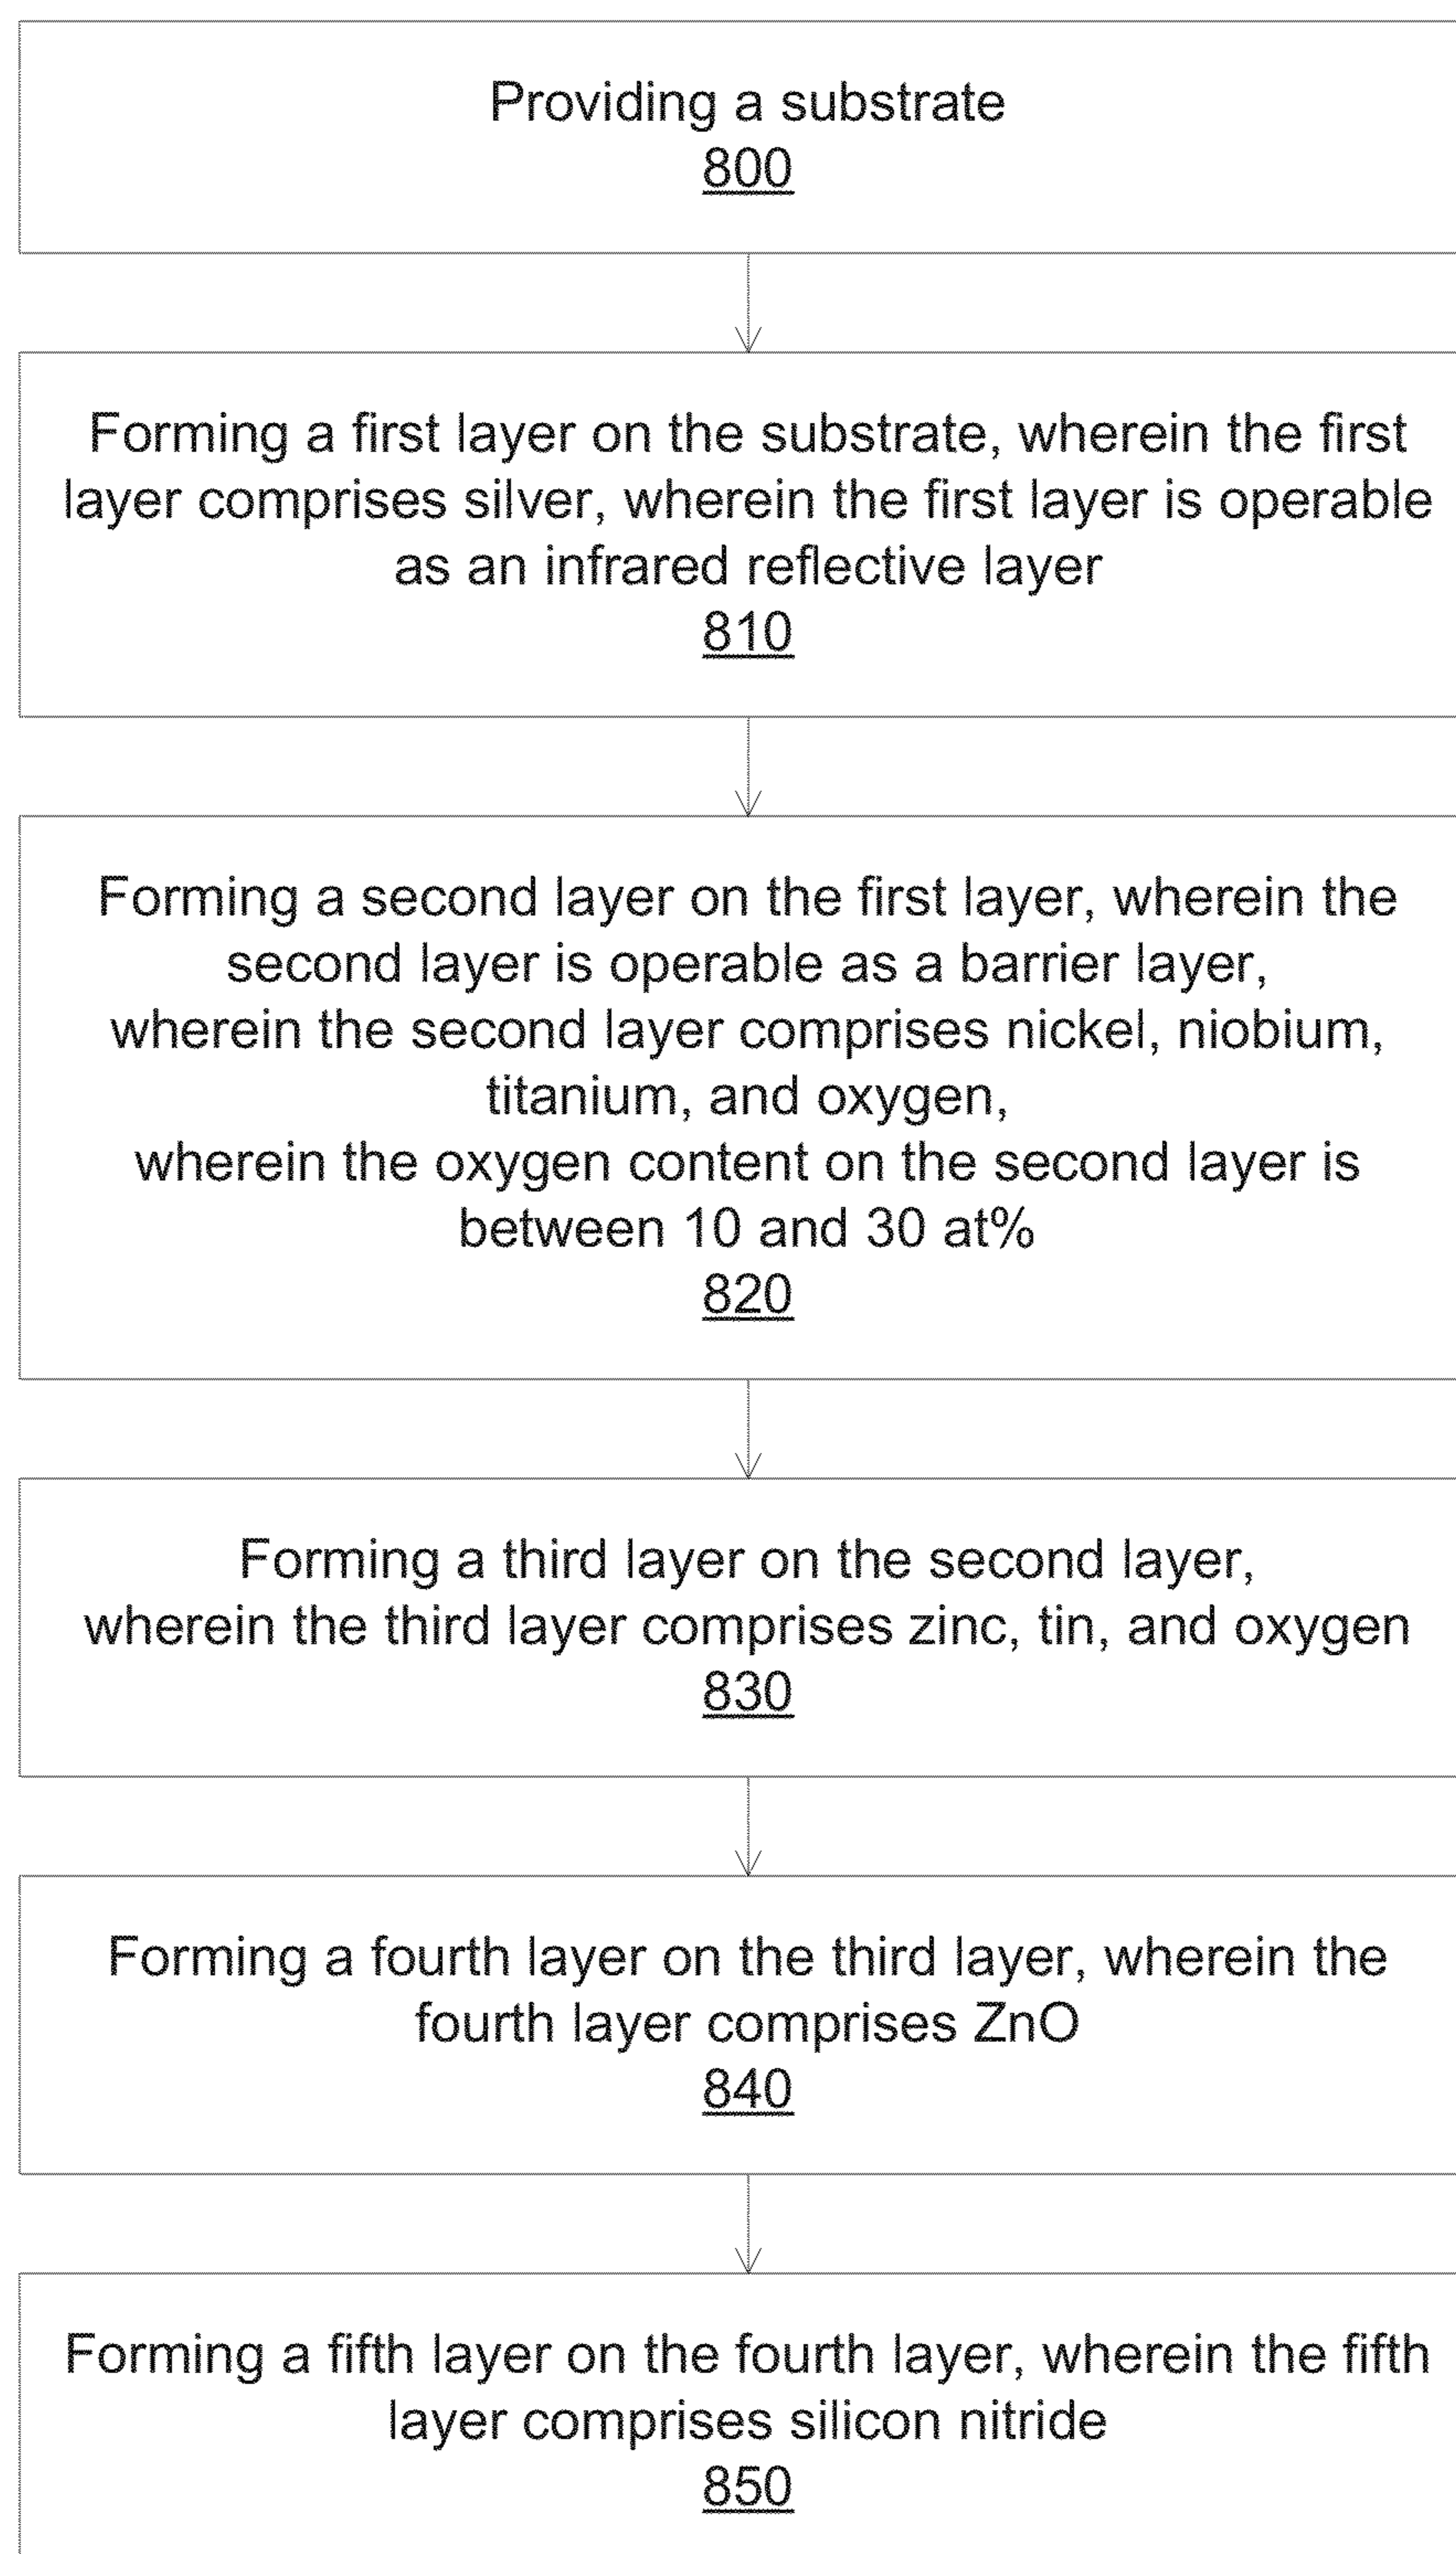 Providing a substrate
800
Forming a first layer on the substrate, wherein the first
layer comprises silver, wherein the first layer is operable
as an infrared reflective layer
810
Forming a second layer on the first layer, wherein the
second layer is operable as a barrier layer,
wherein the second layer comprises nickel, niobium,
titanium, and oxygen,
wherein the oxygen content on the second layer is
between 10 and 30 at%
820
Forming a third layer on the second layer,
wherein the third layer comprises zinc, tin, and oxygen
830
Forming a fourth layer on the third layer, wherein the
fourth layer comprises ZnO
840
Forming a fifth layer on the fourth layer, wherein the fifth
layer comprises silicon nitride
850